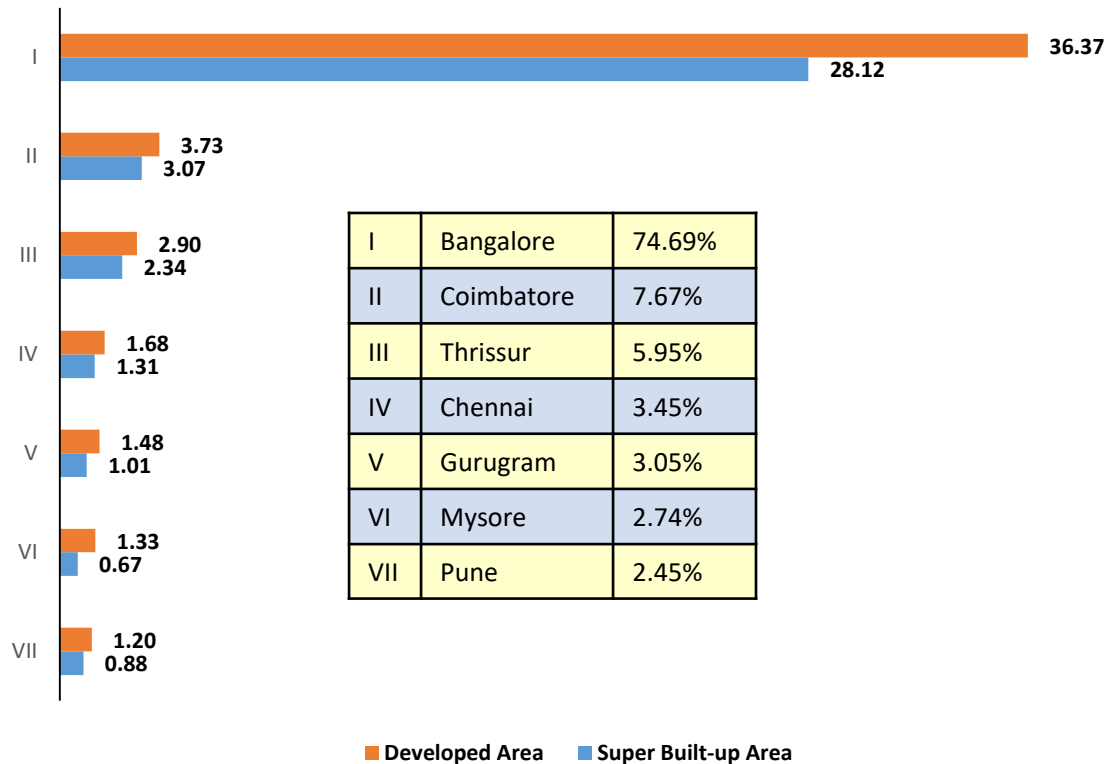 I
36.37
28.12
II
3.73
3.07
III
2.90
2.34
IV
1.68
1.31
V
1.48
1.01
VI
1.33
0.67
VII
1.20
0.88
I Bangalore 74.69%
II Coimbatore 7.67%
III Thrissur 5.95%
IV Chennai 3.45%
V Gurugram 3.05%
VI Mysore 2.74%
VII Pune 2.45%
Developed Area Super Built-up Area